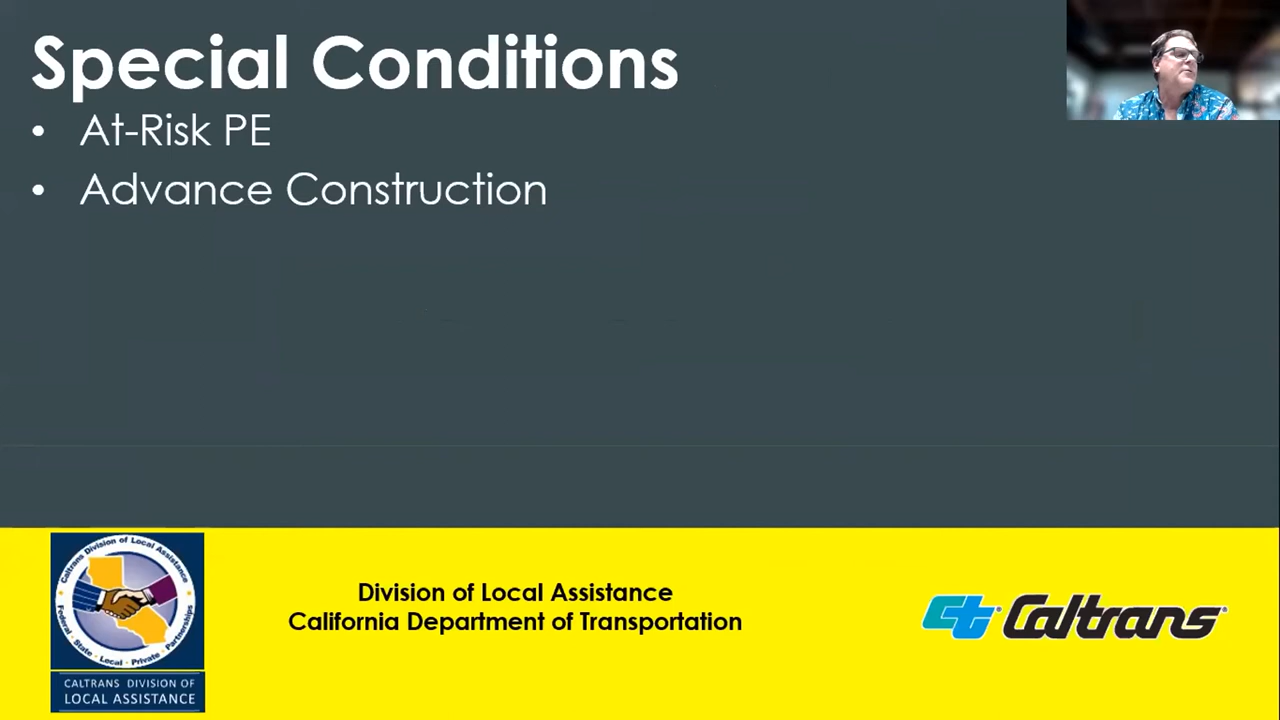 Special Conditions
• At-Risk PE
• Advance Construction
Caltrans Division of Local Assistance
Federal · State · Local · Private · Partnerships
CALTRANS DIVISION OF
LOCAL ASSISTANCE
Division of Local Assistance
California Department of Transportation
ct Caltrans